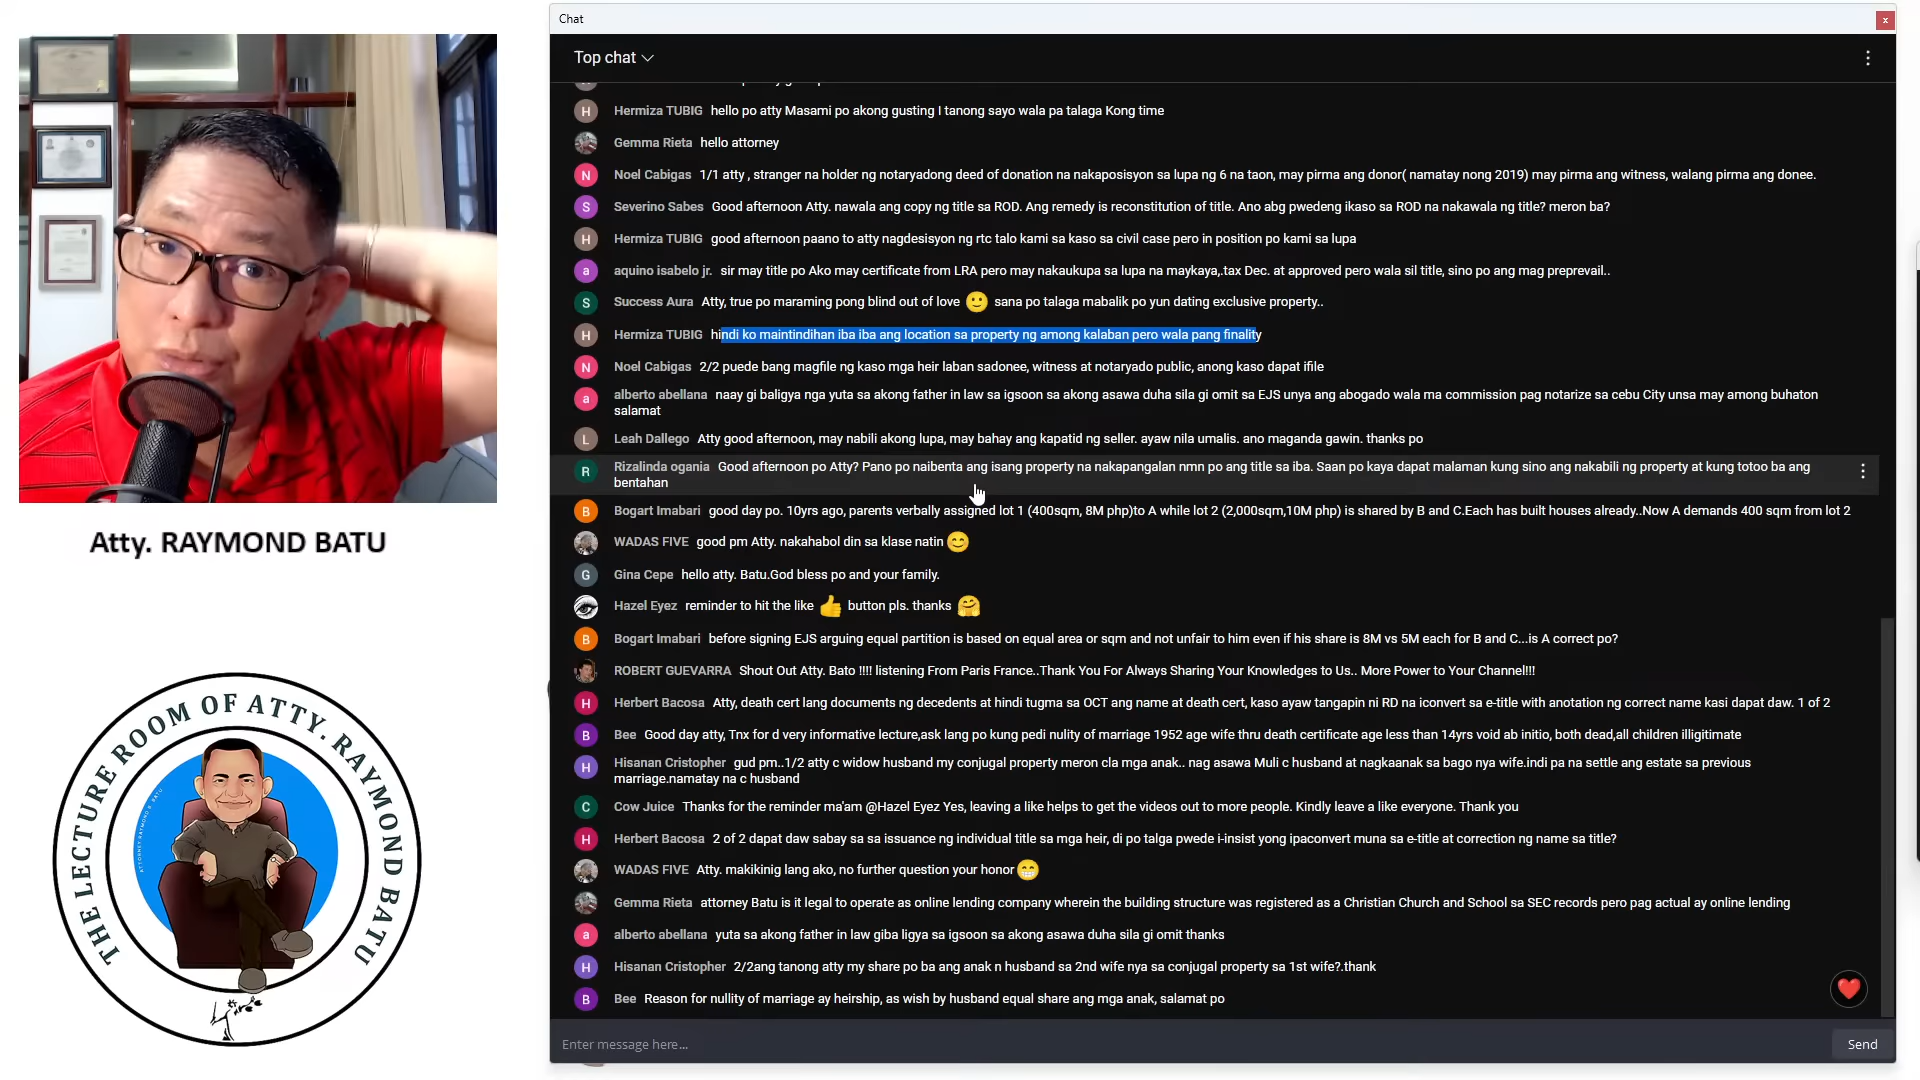 Chat
x
Top chat
Hermiza TUBIG hello po atty Masami po akong gusting I tanong sayo wala pa talaga Kong time
Gemma Rieta hello attorney
N Noel Cabigas 1/1 atty , stranger na holder ng notaryadong deed of donation na nakaposisyon sa lupa ng 6 na taon, may pirma ang donor( namatay nong 2019) may pirma ang witness, walang pirma ang donee.
S Severino Sabes Good afternoon Atty. nawala ang copy ng title sa ROD. Ang remedy is reconstitution of title. Ano abg pwedeng ikaso sa ROD na nakawala ng title? meron ba?
H Hermiza TUBIG good afternoon paano to atty nagdesisyon ng rtc talo kami sa kaso sa civil case pero in position po kami sa lupa
a aquino isabelo jr. sir may title po Ako may certificate from LRA pero may nakaukupa sa lupa na maykaya,.tax Dec. at approved pero wala sil title, sino po ang mag preprevail..
S Success Aura Atty, true po maraming pong blind out of love 🙂 sana po talaga mabalik po yun dating exclusive property..
H Hermiza TUBIG hindi ko maintindihan iba iba ang location sa property ng among kalaban pero wala pang finality
N Noel Cabigas 2/2 puede bang magfile ng kaso mga heir laban sadonee, witness at notaryado public, anong kaso dapat ifile
a alberto abellana naay gi baligya nga yuta sa akong father in law sa igsoon sa akong asawa duha sila gi omit sa EJS unya ang abogado wala ma commission pag notarize sa cebu City unsa may among buhaton
salamat
L Leah Dallego Atty good afternoon, may nabili akong lupa, may bahay ang kapatid ng seller. ayaw nila umalis. ano maganda gawin. thanks po
R Rizalinda ogania Good afternoon po Atty? Pano po naibenta ang isang property na nakapangalan nmn po ang title sa iba. Saan po kaya dapat malaman kung sino ang nakabili ng property at kung totoo ba ang
bentahan
B Bogart Imabari good day po. 10yrs ago, parents verbally assigned lot 1 (400sqm, 8M php)to A while lot 2 (2,000sqm,10M php) is shared by B and C.Each has built houses already..Now A demands 400 sqm from lot 2
WADAS FIVE good pm Atty. nakahabol din sa klase natin 😊
G Gina Cepe hello atty. Batu.God bless po and your family.
Hazel Eyez reminder to hit the like 👍 button pls. thanks 🤗
B Bogart Imabari before signing EJS arguing equal partition is based on equal area or sqm and not unfair to him even if his share is 8M vs 5M each for B and C...is A correct po?
ROBERT GUEVARRA Shout Out Atty. Bato !!!! listening From Paris France..Thank You For Always Sharing Your Knowledges to Us.. More Power to Your Channel!!!
H Herbert Bacosa Atty, death cert lang documents ng decedents at hindi tugma sa OCT ang name at death cert, kaso ayaw tangapin ni RD na iconvert sa e-title with anotation ng correct name kasi dapat daw. 1 of 2
B Bee Good day atty, Tnx for d very informative lecture,ask lang po kung pedi nulity of marriage 1952 age wife thru death certificate age less than 14yrs void ab initio, both dead,all children illigitimate
H Hisanan Cristopher gud pm..1/2 atty c widow husband my conjugal property meron cla mga anak.. nag asawa Muli c husband at nagkaanak sa bago nya wife.indi pa na settle ang estate sa previous
marriage.namatay na c husband
C Cow Juice Thanks for the reminder ma'am @Hazel Eyez Yes, leaving a like helps to get the videos out to more people. Kindly leave a like everyone. Thank you
H Herbert Bacosa 2 of 2 dapat daw sabay sa sa issuance ng individual title sa mga heir, di po talga pwede i-insist yong ipaconvert muna sa e-title at correction ng name sa title?
WADAS FIVE Atty. makikinig lang ako, no further question your honor 😁
Gemma Rieta attorney Batu is it legal to operate as online lending company wherein the building structure was registered as a Christian Church and School sa SEC records pero pag actual ay online lending
a alberto abellana yuta sa akong father in law giba ligya sa igsoon sa akong asawa duha sila gi omit thanks
H Hisanan Cristopher 2/2ang tanong atty my share po ba ang anak n husband sa 2nd wife nya sa conjugal property sa 1st wife?.thank
B Bee Reason for nullity of marriage ay heirship, as wish by husband equal share ang mga anak, salamat po
Enter message here...
Send
Atty. RAYMOND BATU
THE LECTURE ROOM OF ATTY. RAYMOND BATU
ATTORNEY RAYMOND B. BATU